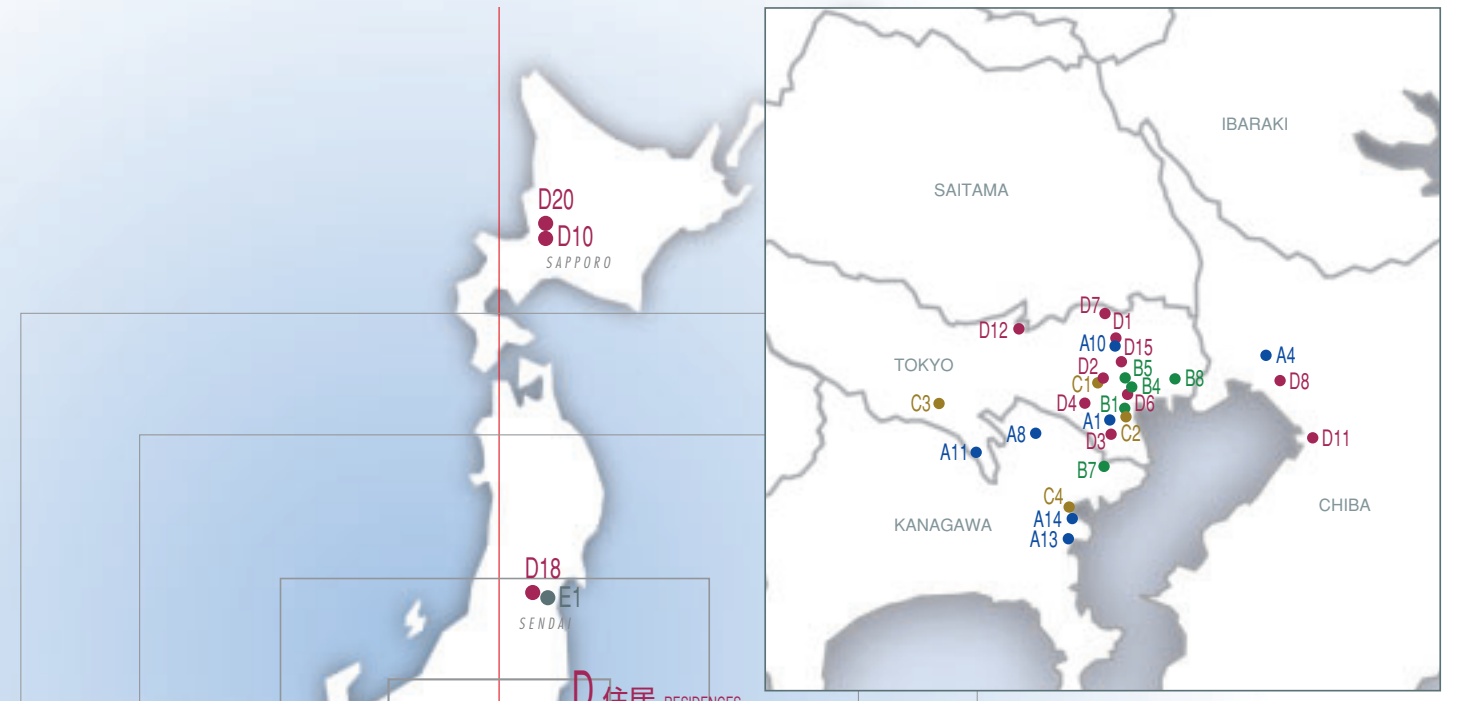 D20
D10
SAPPORO
D18
E1
SENDAI
D 住居 RESIDENCES
IBARAKI
SAITAMA
D7
D1
D12
A10
D15
TOKYO
A4
D2
B5
B8
D8
C1
B4
C3
D4
B1
D6
A1
C2
A8
D3
D11
A11
B7
C4
CHIBA
A14
KANAGAWA
A13